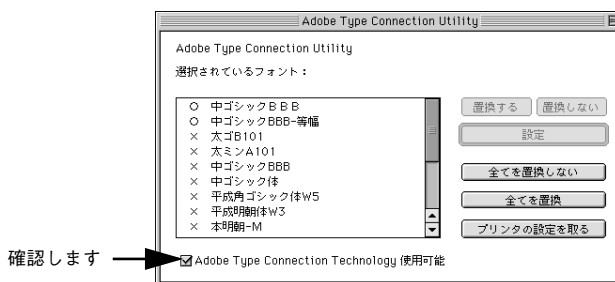 Adobe Type Connection Utility
Adobe Type Connection Utility
選択されているフォント：
○ 中ゴシックＢＢＢ
○ 中ゴシックBBB-等幅
× 太ゴB101
× 太ミンA101
× 中ゴシックBBB
× 中ゴシック体
× 平成角ゴシック体W5
× 平成明朝体W3
× 本明朝-M
置換する
置換しない
設定
全てを置換しない
全てを置換
プリンタの設定を取る
確認します
Adobe Type Connection Technology 使用可能